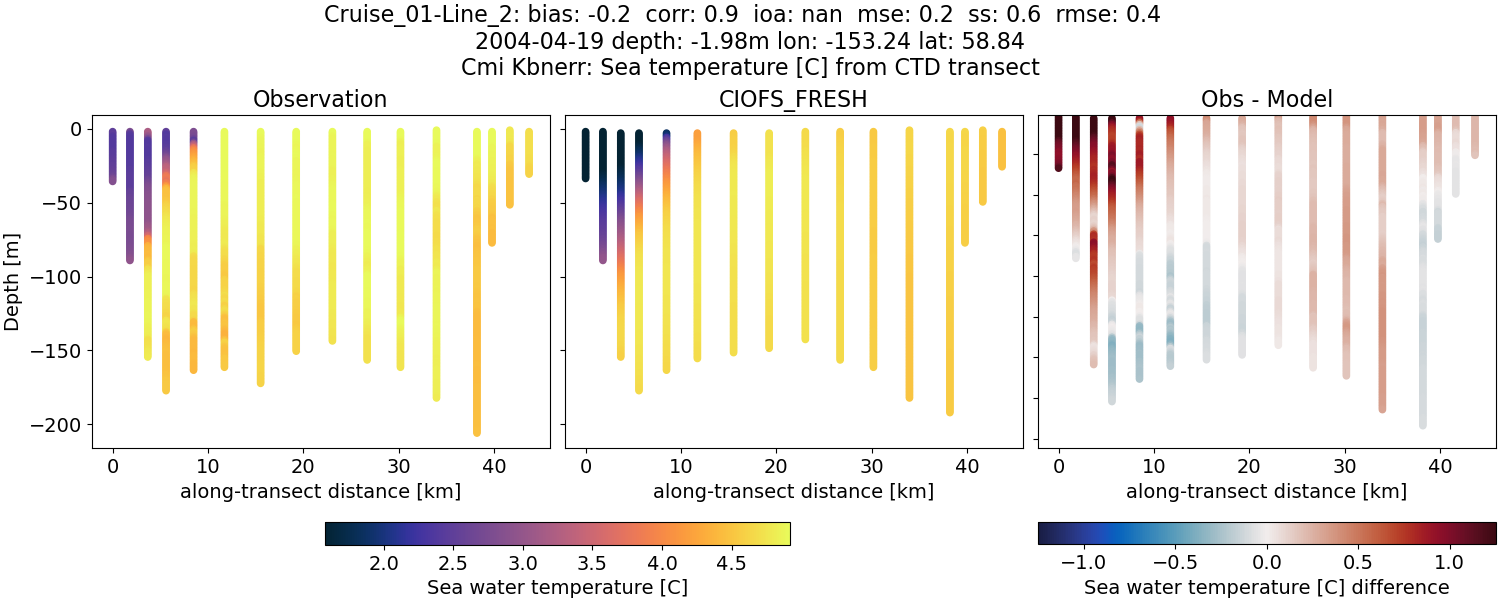 Cruise_01-Line_2: bias: -0.2  corr: 0.9  ioa: nan  mse: 0.2  ss: 0.6  rmse: 0.4
2004-04-19 depth: -1.98m lon: -153.24 lat: 58.84
Cmi Kbnerr: Sea temperature [C] from CTD transect
Observation
CIOFS_FRESH
Obs - Model
Depth [m]
0
−50
−100
−150
−200
0 10 20 30 40
0 10 20 30 40
0 10 20 30 40
along-transect distance [km]
along-transect distance [km]
along-transect distance [km]
2.0 2.5 3.0 3.5 4.0 4.5
Sea water temperature [C]
−1.0 −0.5 0.0 0.5 1.0
Sea water temperature [C] difference